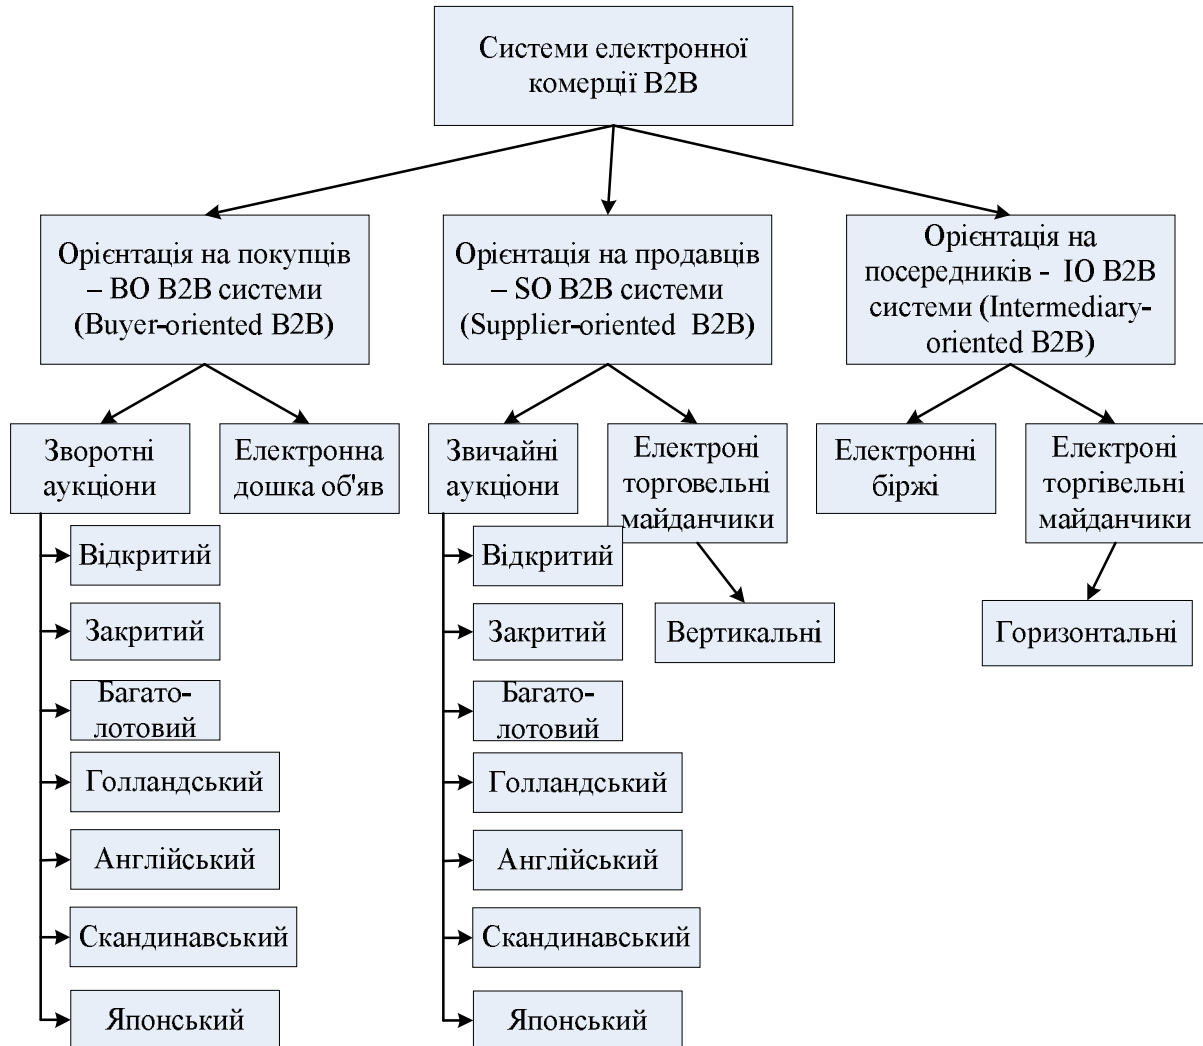 Системи електронної
комерції B2B
Орієнтація на покупців
– BO B2B системи
(Buyer-oriented B2B)
Орієнтація на продавців
– SO B2B системи
(Supplier-oriented B2B)
Орієнтація на
посередників - IO B2B
системи (Intermediary-
oriented B2B)
Зворотні
аукціони
Електронна
дошка об'яв
Звичайні
аукціони
Електроні
торговельні
майданчики
Електронні
біржі
Електроні
торгівельні
майданчики
Відкритий
Закритий
Багато-
лотовий
Голландський
Англійський
Скандинавський
Японський
Відкритий
Закритий
Багато-
лотовий
Голландський
Англійський
Скандинавський
Японський
Вертикальні
Горизонтальні